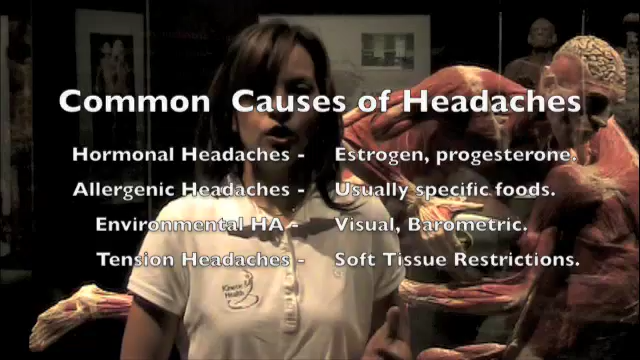 Common Causes of Headaches
Hormonal Headaches - Estrogen, progesterone.
Allergenic Headaches - Usually specific foods.
Environmental HA - Visual, Barometric.
Tension Headaches - Soft Tissue Restrictions.
Health